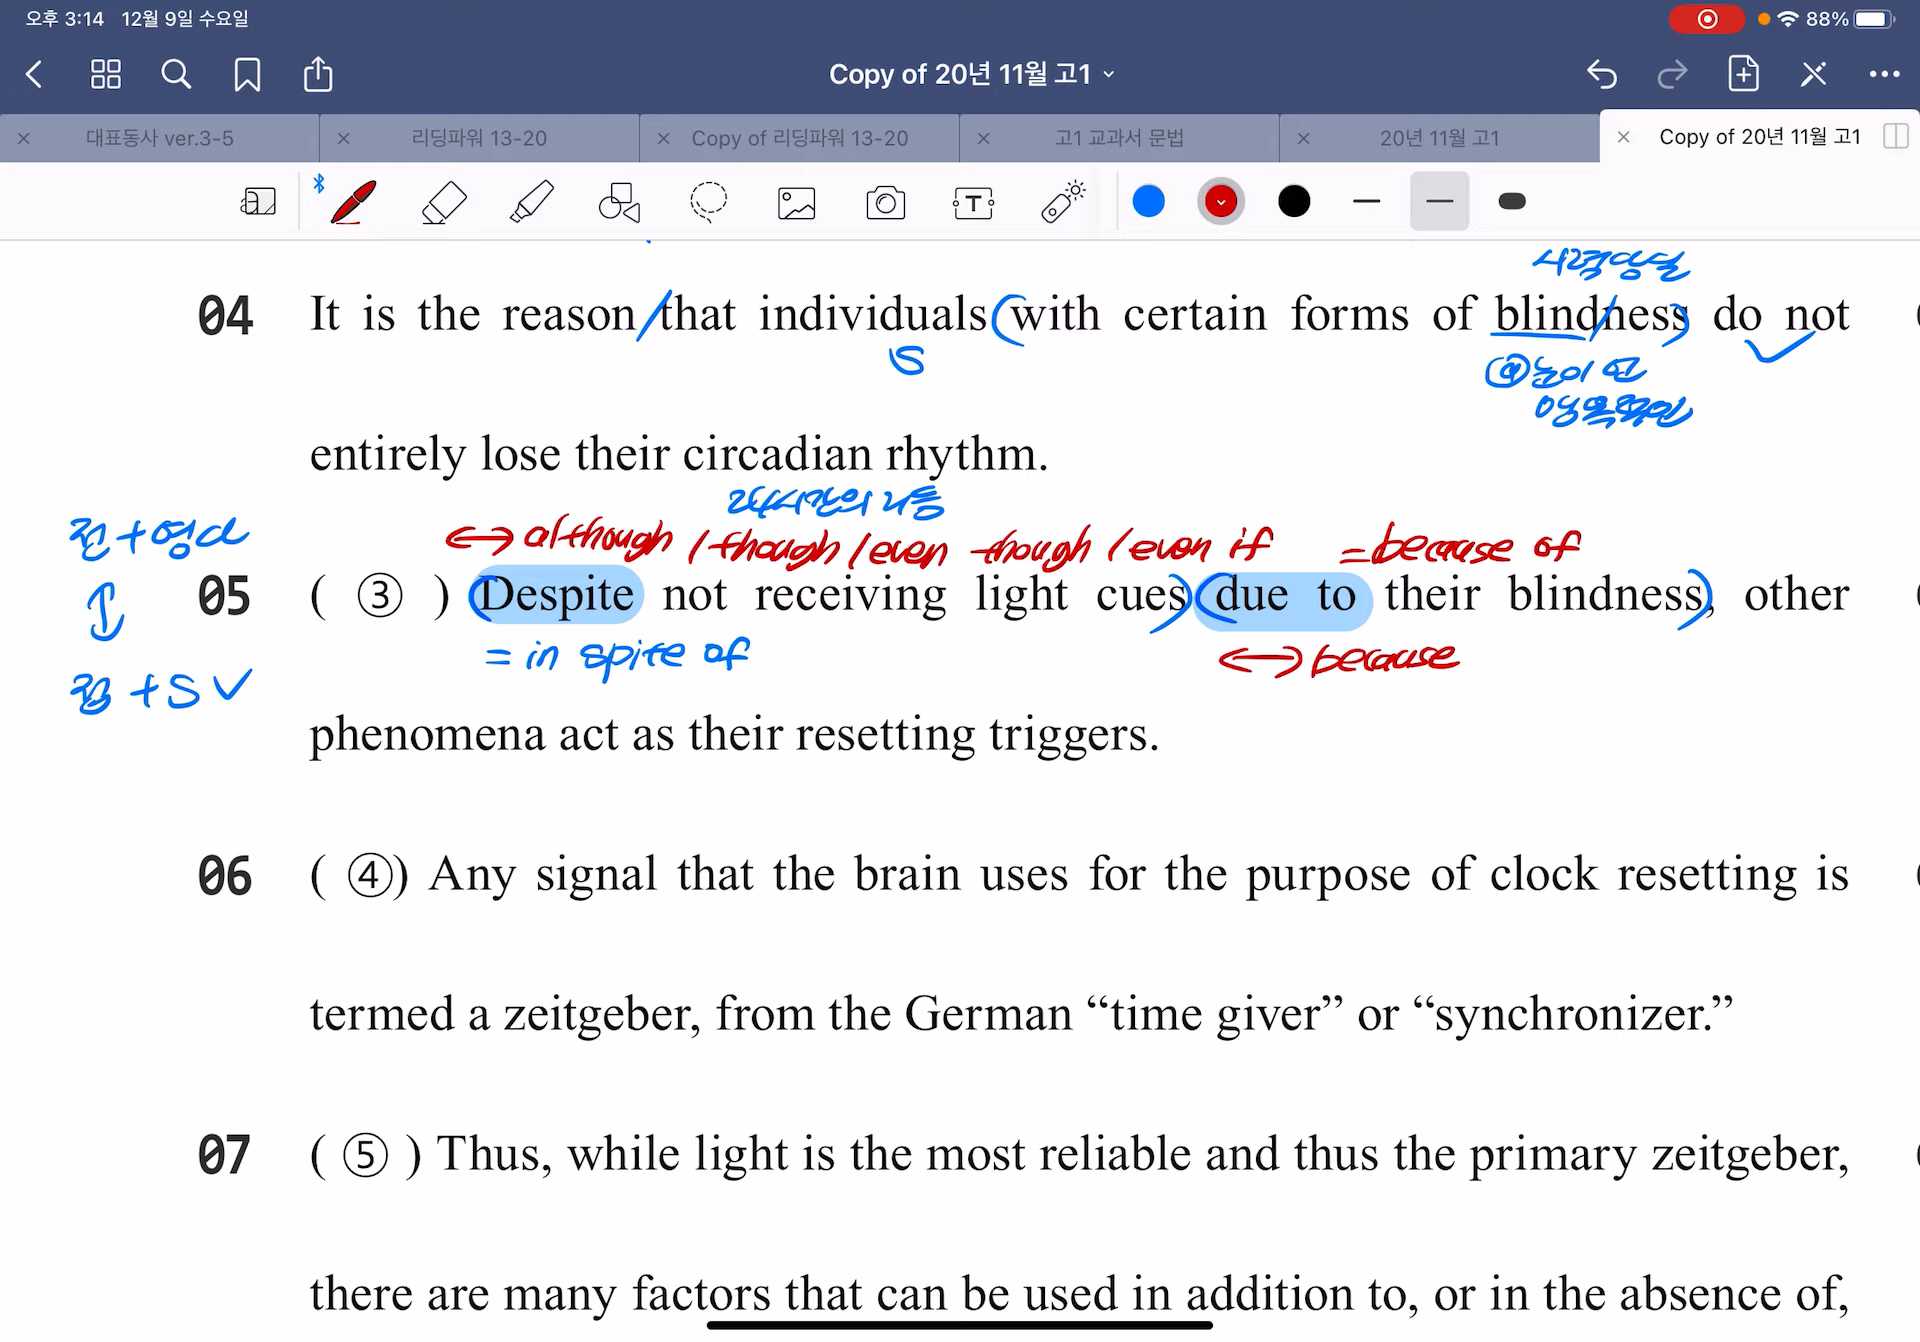 오후 3:14 12월 9일 수요일 88%
Copy of 20년 11월 고1
대표동사 ver.3-5 리딩파워 13-20 Copy of 리딩파워 13-20 고1 교과서 문법 20년 11월 고1 Copy of 20년 11월 고1
시력상실
04 It is the reason that individuals with certain forms of blindness do not
S
ⓐ눈이 먼
맹목적인
entirely lose their circadian rhythm.
24시간의 리듬
전+명 ↔ although / though / even though / even if = because of
05 ( ③ ) Despite not receiving light cues due to their blindness, other
= in spite of ↔ because
접 + S V
phenomena act as their resetting triggers.
06 ( ④) Any signal that the brain uses for the purpose of clock resetting is
termed a zeitgeber, from the German “time giver” or “synchronizer.”
07 ( ⑤ ) Thus, while light is the most reliable and thus the primary zeitgeber,
there are many factors that can be used in addition to, or in the absence of,